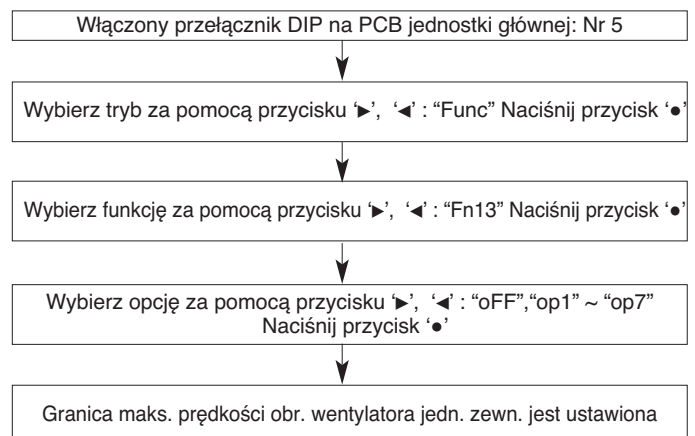 Włączony przełącznik DIP na PCB jednostki głównej: Nr 5
Wybierz tryb za pomocą przycisku ‘►’, ‘◄’ : “Func” Naciśnij przycisk ‘●’
Wybierz funkcję za pomocą przycisku ‘►’, ‘◄’ : “Fn13” Naciśnij przycisk ‘●’
Wybierz opcję za pomocą przycisku ‘►’, ‘◄’ : “oFF”,“op1” ~ “op7”
Naciśnij przycisk ‘●’
Granica maks. prędkości obr. wentylatora jedn. zewn. jest ustawiona